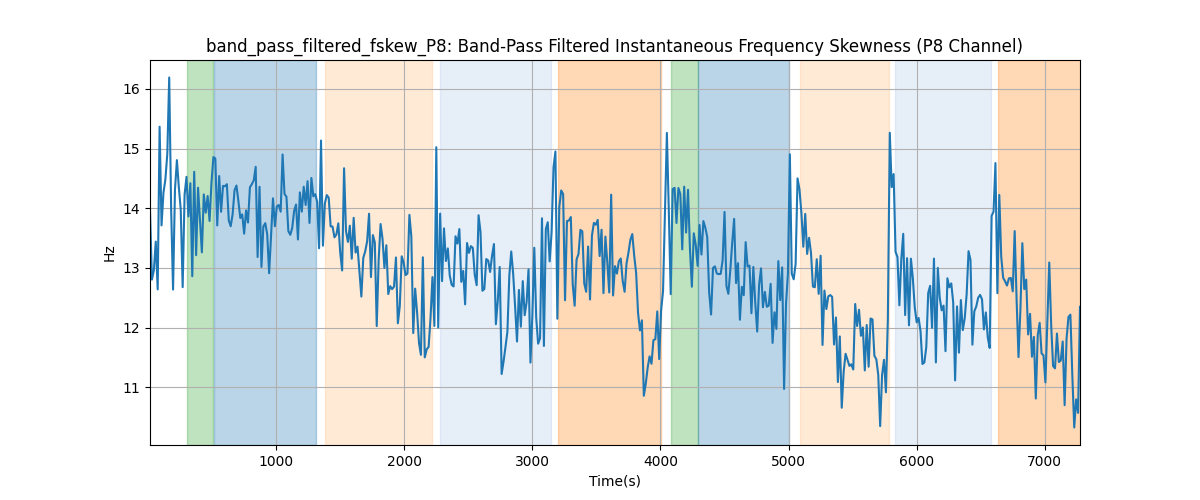 band_pass_filtered_fskew_P8: Band-Pass Filtered Instantaneous Frequency Skewness (P8 Channel)
16
15
14
13
12
11
Hz
1000 2000 3000 4000 5000 6000 7000
Time(s)